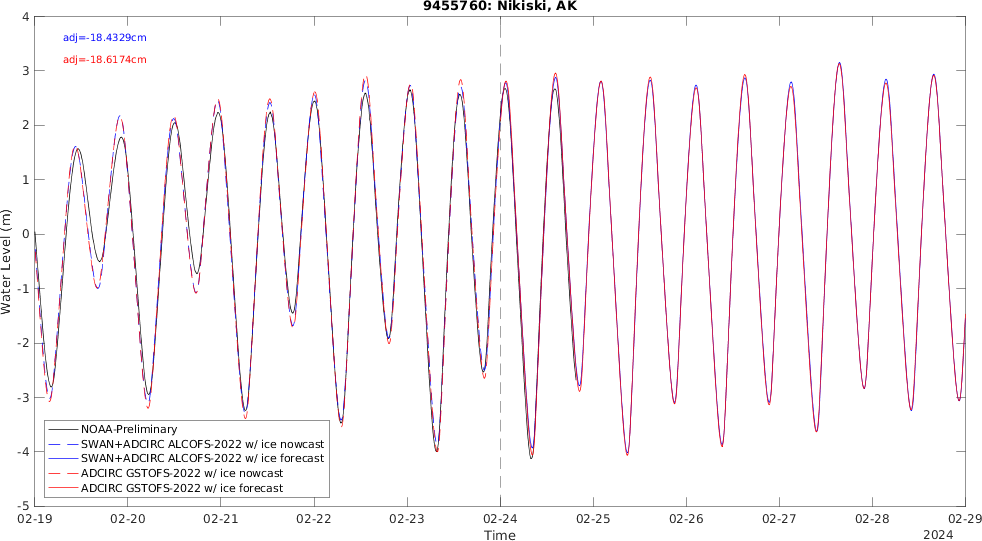 9455760: Nikiski, AK
adj=-18.4329cm
adj=-18.6174cm
Water Level (m)
4
3
2
1
0
-1
-2
-3
-4
-5
NOAA-Preliminary
SWAN+ADCIRC ALCOFS-2022 w/ ice nowcast
SWAN+ADCIRC ALCOFS-2022 w/ ice forecast
ADCIRC GSTOFS-2022 w/ ice nowcast
ADCIRC GSTOFS-2022 w/ ice forecast
02-19 02-20 02-21 02-22 02-23 02-24 02-25 02-26 02-27 02-28 02-29
Time
2024